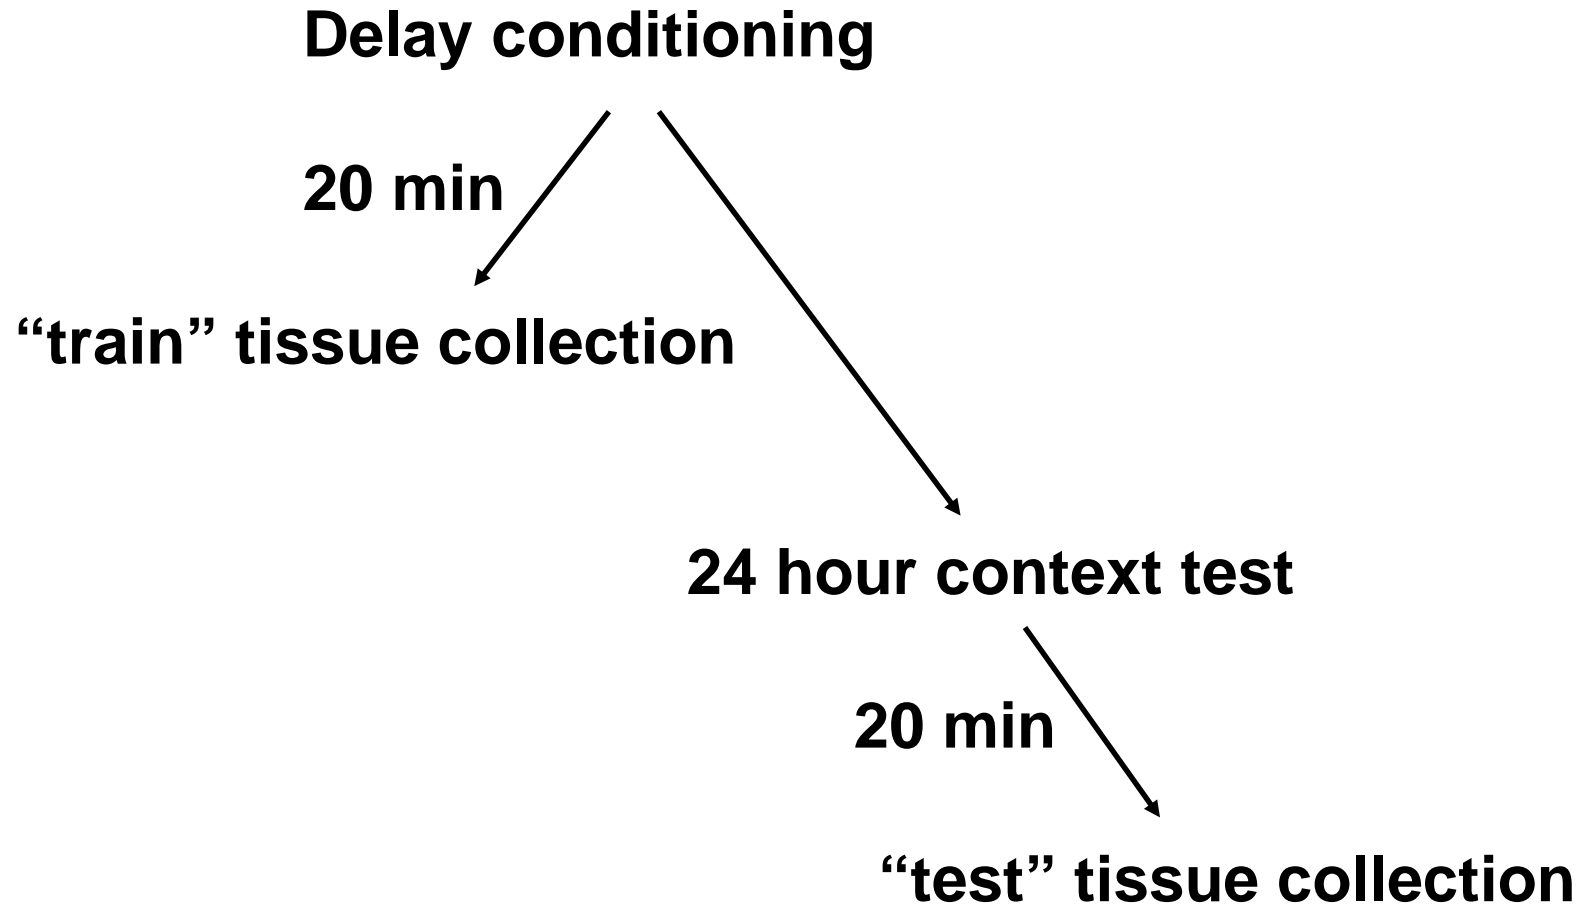 Delay conditioning
20 min
“train” tissue collection
24 hour context test
20 min
“test” tissue collection